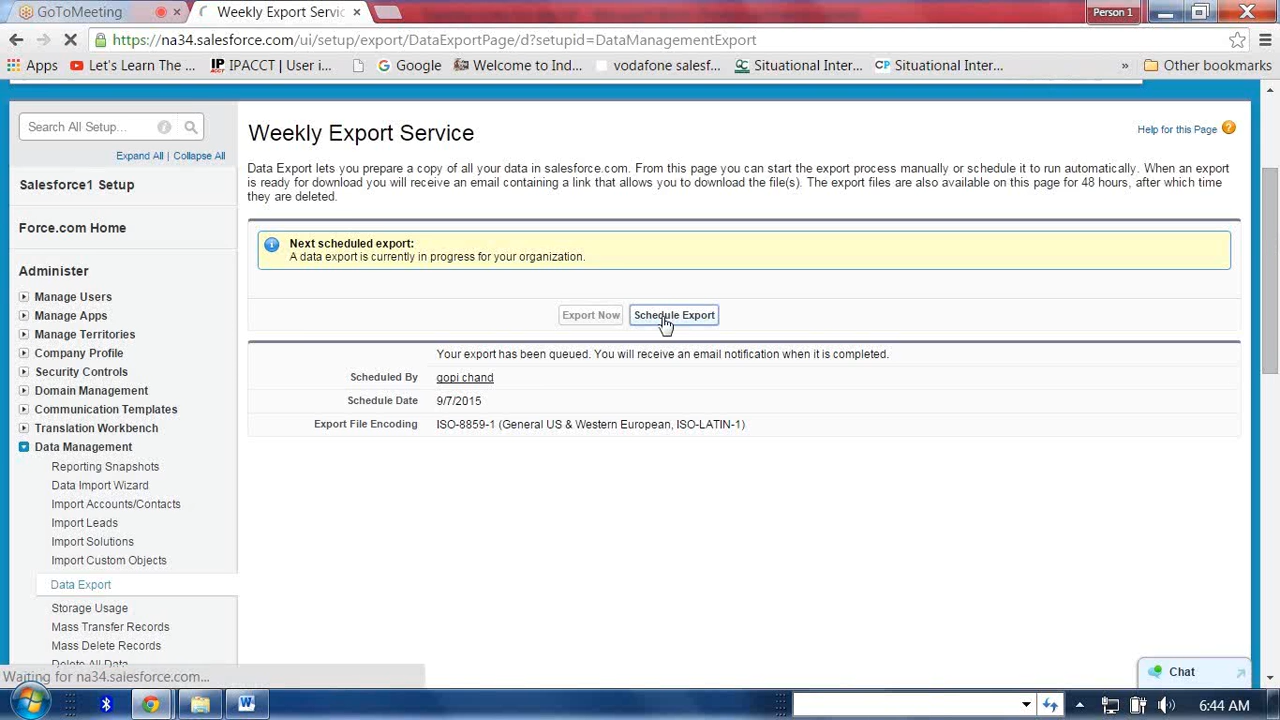 GoToMeeting
Weekly Export Servic
Person 1
https://na34.salesforce.com/ui/setup/export/DataExportPage/d?setupid=DataManagementExport
Apps
Let's Learn The ...
IP
ACCT
IPACCT | User i...
Google
Welcome to Ind...
vodafone salesf...
Situational Inter...
CP
Situational Inter...
»
Other bookmarks
Search All Setup...
Expand All | Collapse All
Salesforce1 Setup
Force.com Home
Administer
Manage Users
Manage Apps
Manage Territories
Company Profile
Security Controls
Domain Management
Communication Templates
Translation Workbench
Data Management
Reporting Snapshots
Data Import Wizard
Import Accounts/Contacts
Import Leads
Import Solutions
Import Custom Objects
Data Export
Storage Usage
Mass Transfer Records
Mass Delete Records
Delete All Data
Weekly Export Service
Help for this Page
Data Export lets you prepare a copy of all your data in salesforce.com. From this page you can start the export process manually or schedule it to run automatically. When an export
is ready for download you will receive an email containing a link that allows you to download the file(s). The export files are also available on this page for 48 hours, after which time
they are deleted.
Next scheduled export:
A data export is currently in progress for your organization.
Export Now
Schedule Export
Your export has been queued. You will receive an email notification when it is completed.
Scheduled By gopi chand
Schedule Date 9/7/2015
Export File Encoding ISO-8859-1 (General US & Western European, ISO-LATIN-1)
Chat
Waiting for na34.salesforce.com...
6:44 AM